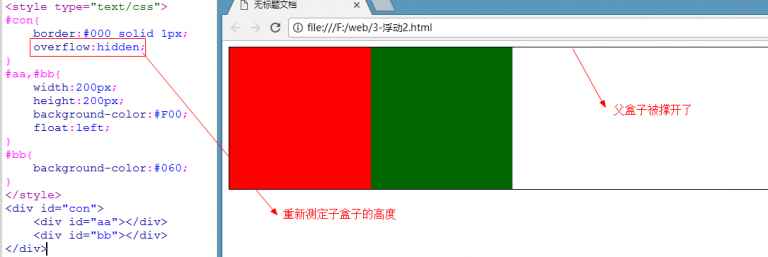 <style type="text/css">
#con{
border:#000 solid 1px;
overflow:hidden;
}
#aa,#bb{
width:200px;
height:200px;
background-color:#F00;
float:left;
}
#bb{
background-color:#060;
}
</style>
<div id="con">
<div id="aa"></div>
<div id="bb"></div>
</div>
无标题文档
file:///F:/web/3-浮动2.html
父盒子被撑开了
重新测定子盒子的高度